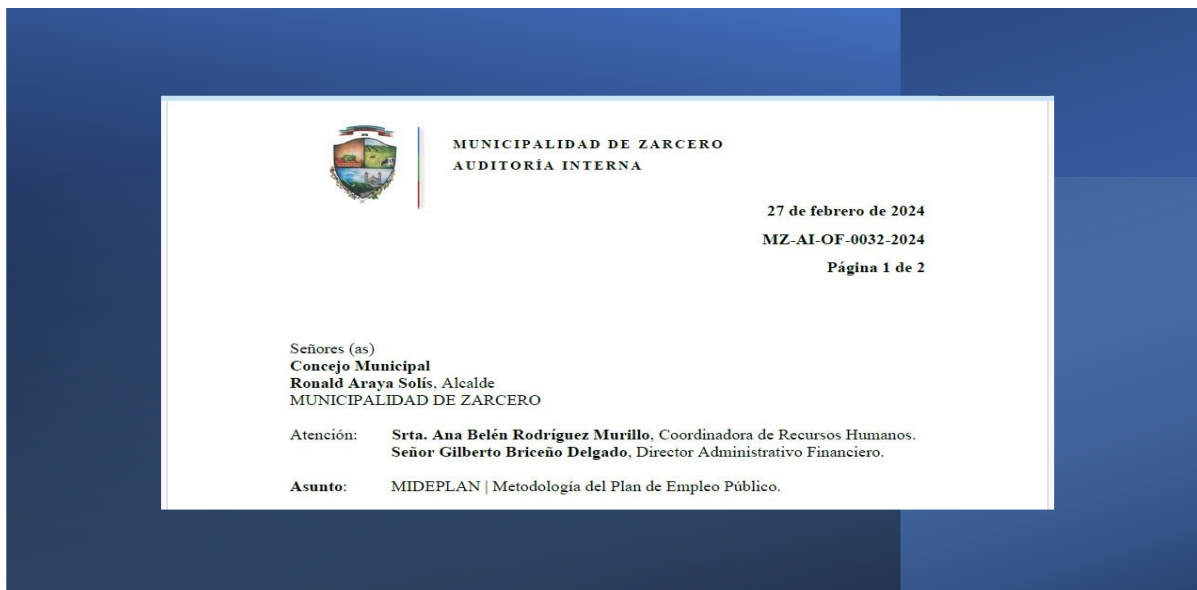 MUNICIPALIDAD DE ZARCERO
AUDITORÍA INTERNA
27 de febrero de 2024
MZ-AI-OF-0032-2024
Página 1 de 2
Señores (as)
Concejo Municipal
Ronald Araya Solís, Alcalde
MUNICIPALIDAD DE ZARCERO
Atención: Srta. Ana Belén Rodríguez Murillo, Coordinadora de Recursos Humanos.
Señor Gilberto Briceño Delgado, Director Administrativo Financiero.
Asunto: MIDEPLAN | Metodología del Plan de Empleo Público.